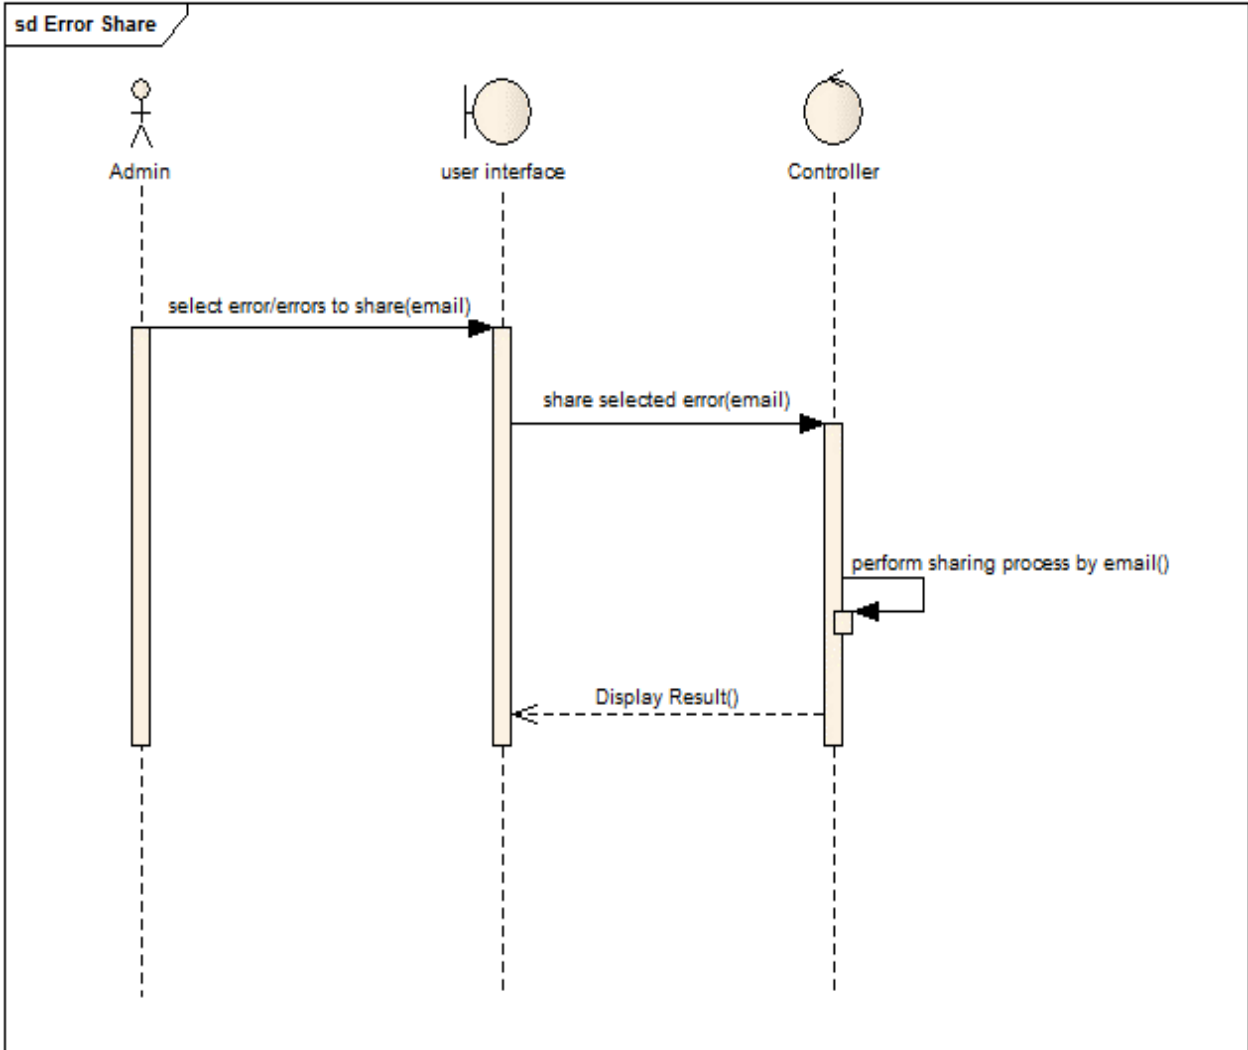 sd Error Share
Admin
user interface
Controller
select error/errors to share(email)
share selected error(email)
perform sharing process by email()
Display Result()